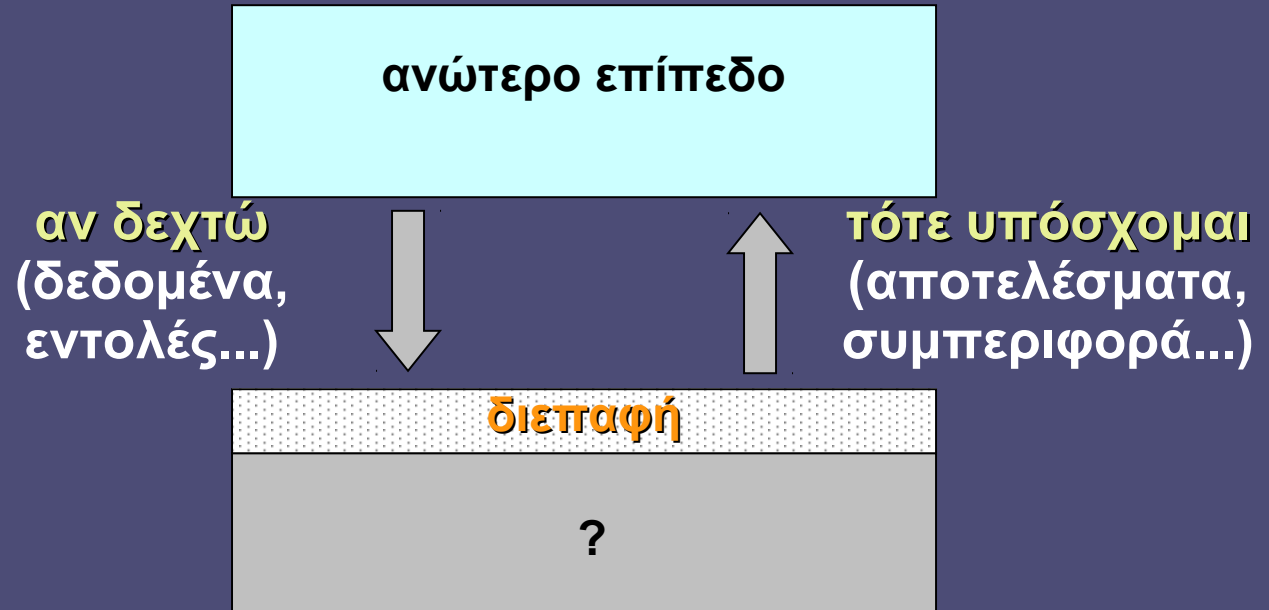 ανώτερο επίπεδο
αν δεχτώ
(δεδομένα,
εντολές...)
τότε υπόσχομαι
(αποτελέσματα,
συμπεριφορά...)
διεπαφή
?